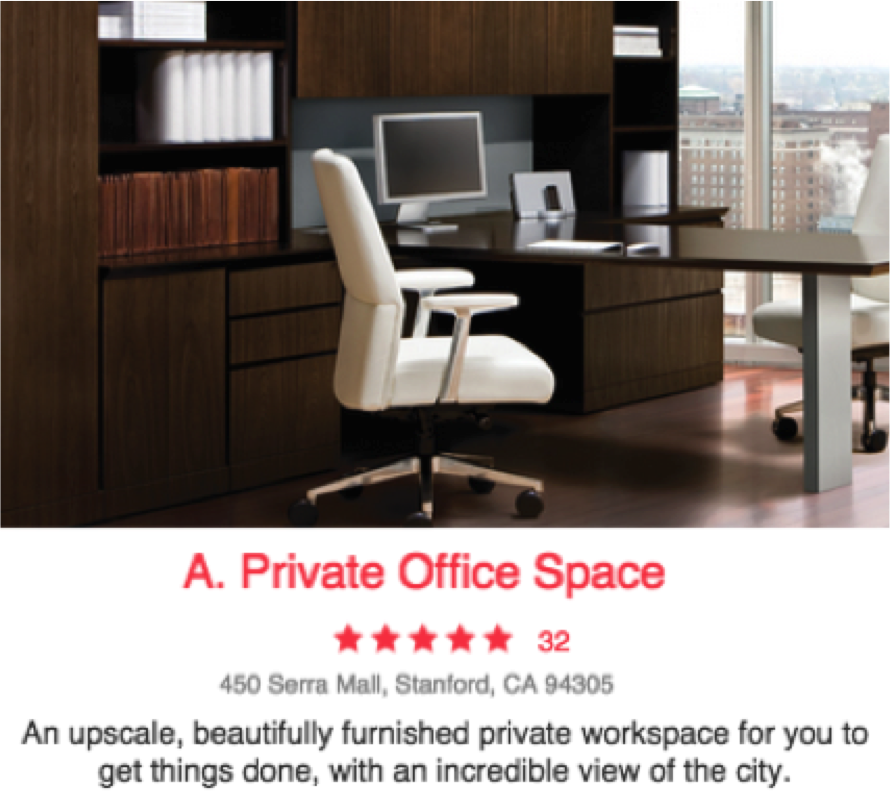 A. Private Office Space
32
450 Serra Mall, Stanford, CA 94305
An upscale, beautifully furnished private workspace for you to
get things done, with an incredible view of the city.